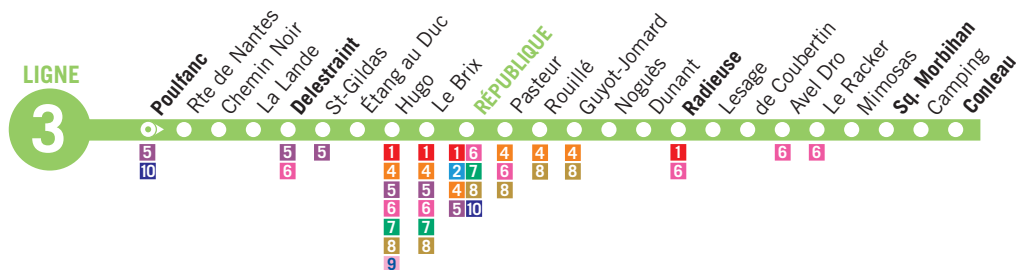 LIGNE
3
Poulfanc
Rte de Nantes
Chemin Noir
La Lande
Delestraint
St-Gildas
Étang au Duc
Hugo
Le Brix
RÉPUBLIQUE
Pasteur
Rouillé
Guyot-Jomard
Noguès
Dunant
Radieuse
Lesage
de Coubertin
Avel Dro
Le Racker
Mimosas
Sq- Morbihan
Camping
Conleau
5 5 5 1 1 1 6 4 4 4 1 6 6
10 6 4 4 2 7 6 8 8 6
5 5 4 8 8
6 6 5 10
7 7
8 8
9